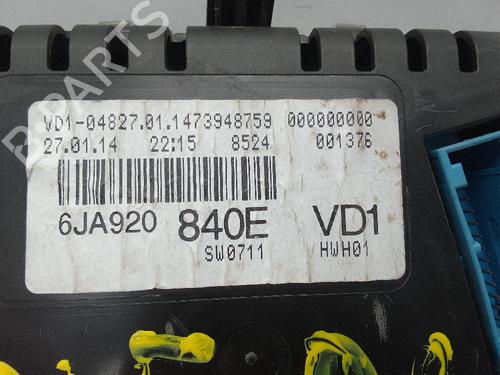 B-PARTS
VD1-04827.01.1473948759 000000000
27.01.14 22:15 8524 001376
6JA920 840E VD1
SW0711 HWH01